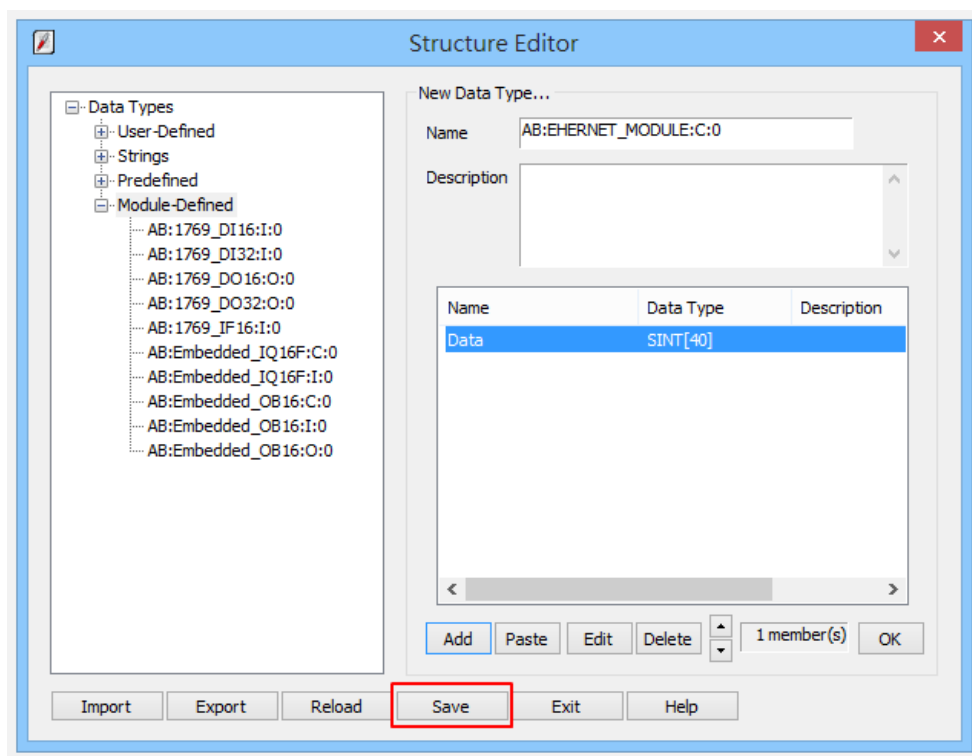 Structure Editor
Data Types
User-Defined
Strings
Predefined
Module-Defined
AB:1769_DI16:I:0
AB:1769_DI32:I:0
AB:1769_DO16:O:0
AB:1769_DO32:O:0
AB:1769_IF16:I:0
AB:Embedded_IQ16F:C:0
AB:Embedded_IQ16F:I:0
AB:Embedded_OB16:C:0
AB:Embedded_OB16:I:0
AB:Embedded_OB16:O:0
New Data Type...
Name AB:EHERNET_MODULE:C:0
Description
Name Data Type Description
Data SINT[40]
Add Paste Edit Delete 1 member(s) OK
Import Export Reload Save Exit Help